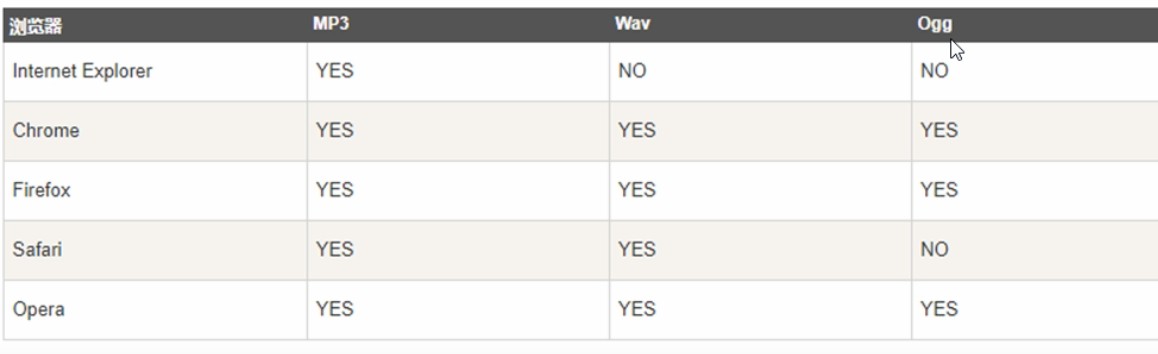 浏览器 MP3 Wav Ogg
Internet Explorer YES NO NO
Chrome YES YES YES
Firefox YES YES YES
Safari YES YES NO
Opera YES YES YES